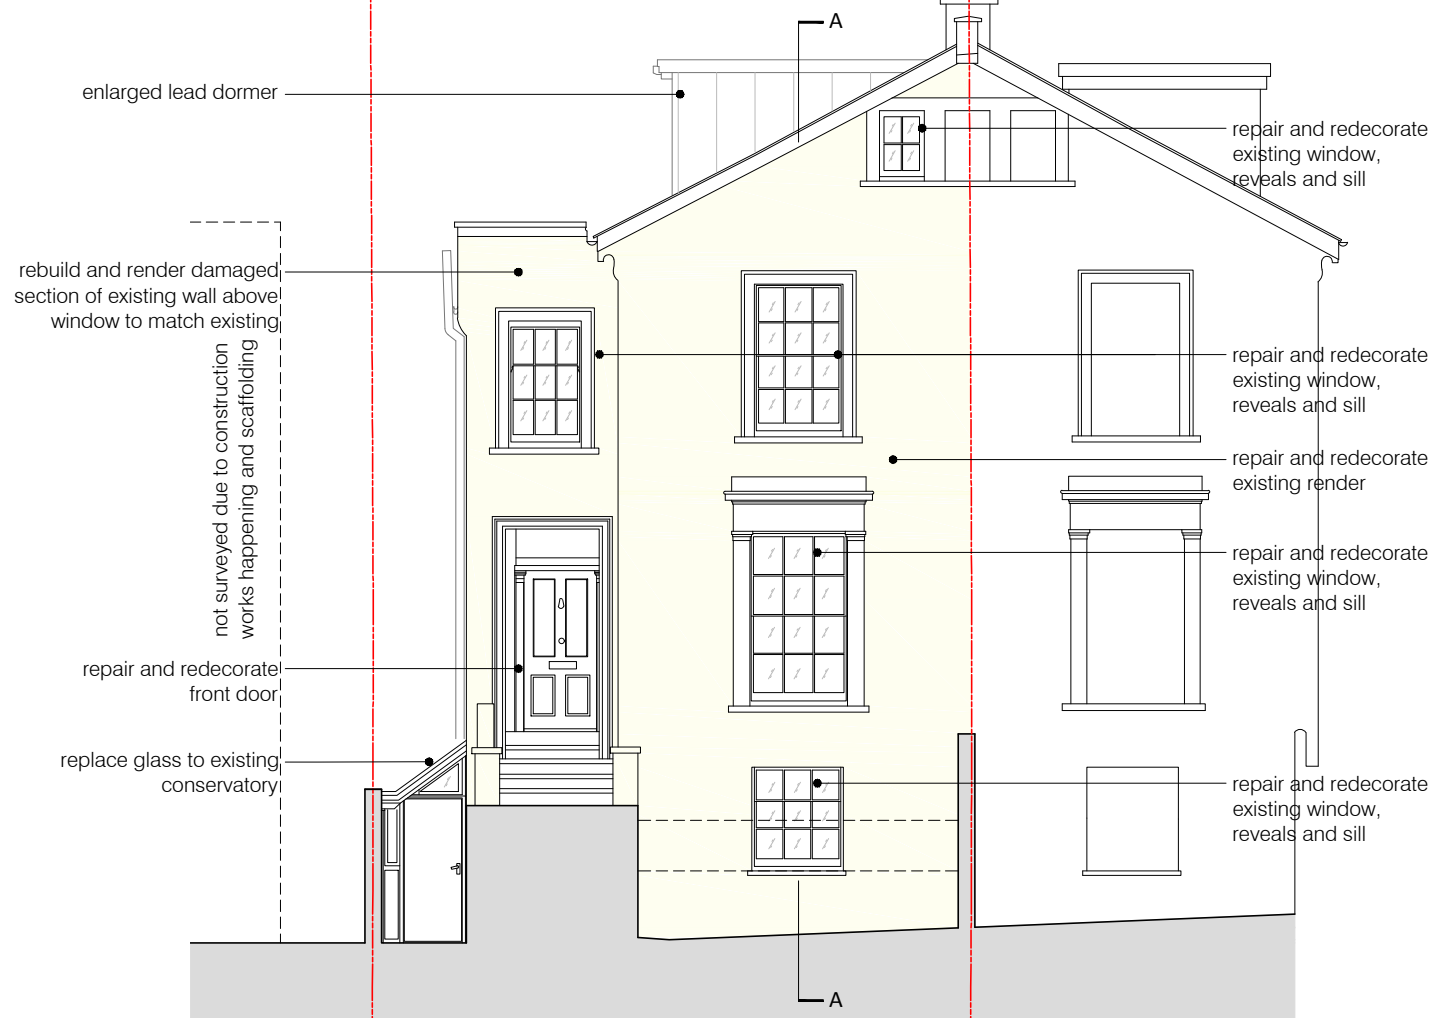 A
enlarged lead dormer
repair and redecorate
existing window,
reveals and sill
rebuild and render damaged
section of existing wall above
window to match existing
not surveyed due to construction
works happening and scaffolding
repair and redecorate
existing window,
reveals and sill
repair and redecorate
existing render
repair and redecorate
existing window,
reveals and sill
repair and redecorate
front door
replace glass to existing
conservatory
repair and redecorate
existing window,
reveals and sill
A